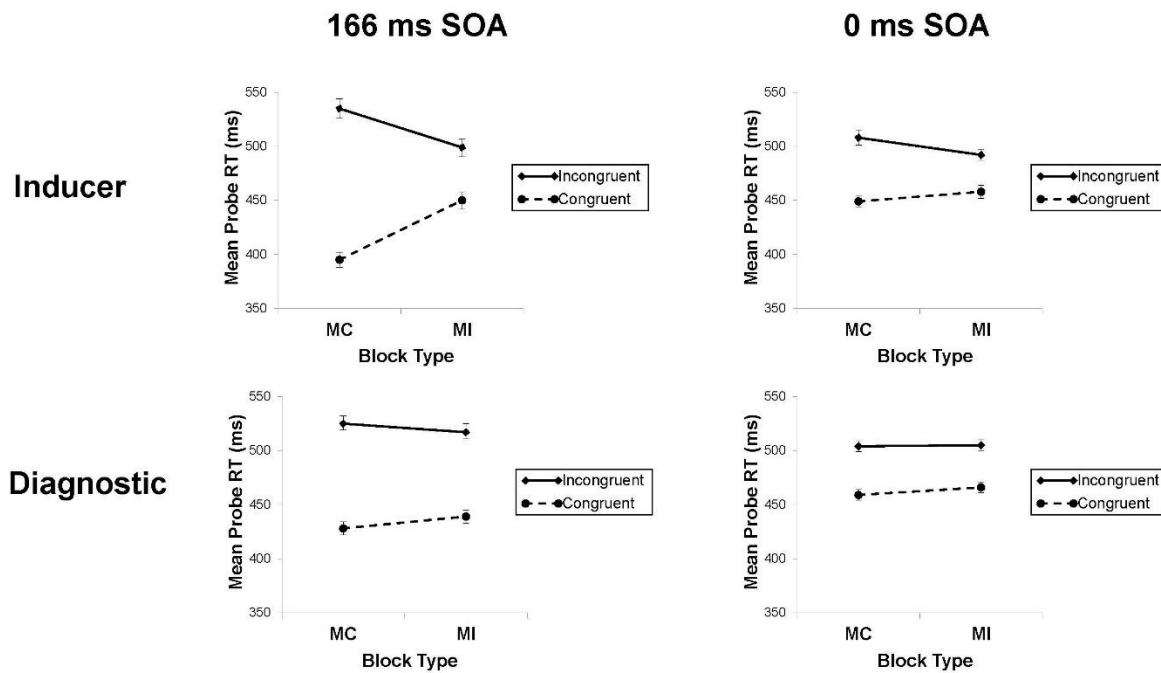 166 ms SOA
0 ms SOA
Inducer
Mean Probe RT (ms)
550
500
450
400
350
MC
MI
Block Type
Incongruent
Congruent
Mean Probe RT (ms)
550
500
450
400
350
MC
MI
Block Type
Incongruent
Congruent
Diagnostic
Mean Probe RT (ms)
550
500
450
400
350
MC
MI
Block Type
Incongruent
Congruent
Mean Probe RT (ms)
550
500
450
400
350
MC
MI
Block Type
Incongruent
Congruent